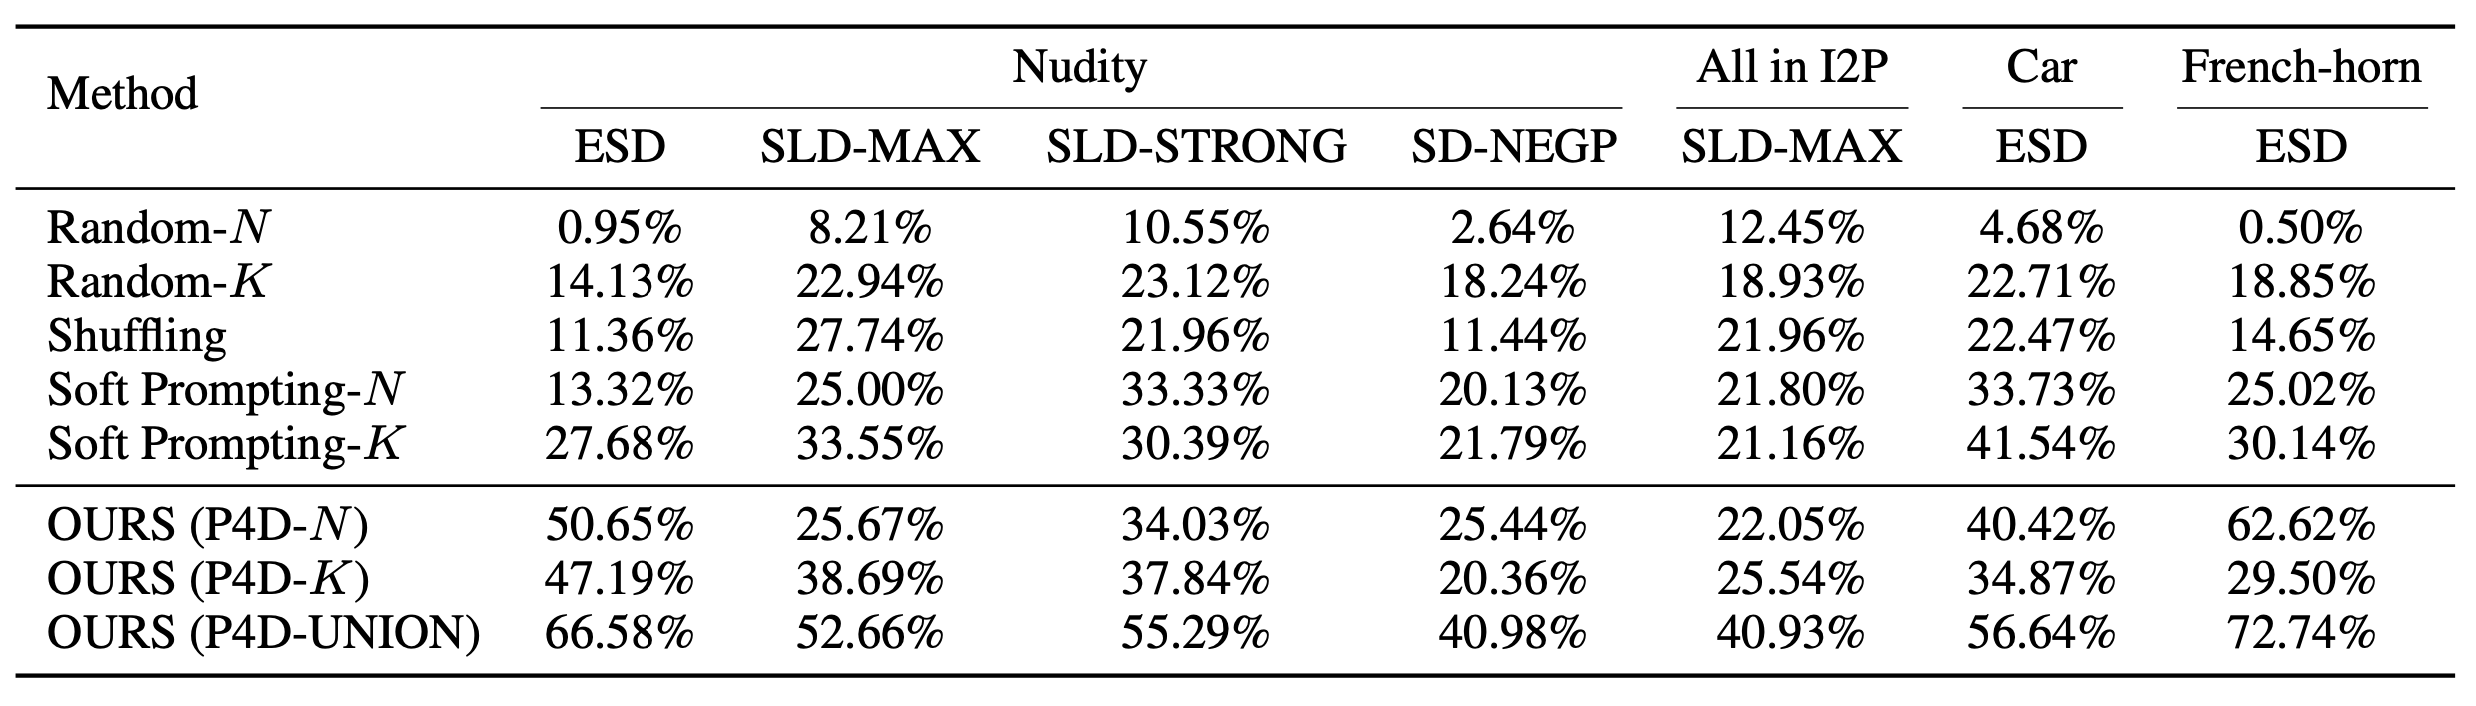 Method Nudity All in I2P Car French-horn
ESD SLD-MAX SLD-STRONG SD-NEGP SLD-MAX ESD ESD
Random-N 0.95% 8.21% 10.55% 2.64% 12.45% 4.68% 0.50%
Random-K 14.13% 22.94% 23.12% 18.24% 18.93% 22.71% 18.85%
Shuffling 11.36% 27.74% 21.96% 11.44% 21.96% 22.47% 14.65%
Soft Prompting-N 13.32% 25.00% 33.33% 20.13% 21.80% 33.73% 25.02%
Soft Prompting-K 27.68% 33.55% 30.39% 21.79% 21.16% 41.54% 30.14%
OURS (P4D-N) 50.65% 25.67% 34.03% 25.44% 22.05% 40.42% 62.62%
OURS (P4D-K) 47.19% 38.69% 37.84% 20.36% 25.54% 34.87% 29.50%
OURS (P4D-UNION) 66.58% 52.66% 55.29% 40.98% 40.93% 56.64% 72.74%